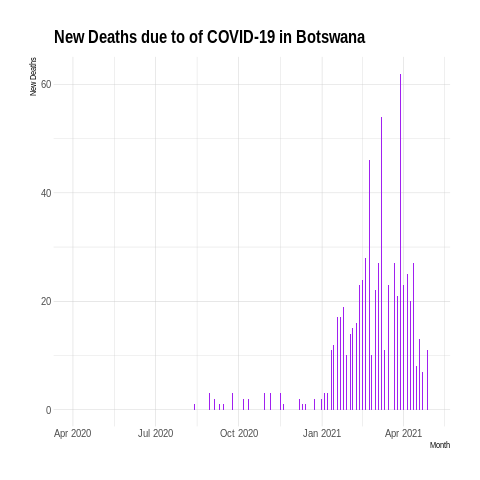 New Deaths due to of COVID-19 in Botswana
New Deaths
60
40
20
0
Apr 2020 Jul 2020 Oct 2020 Jan 2021 Apr 2021
Month